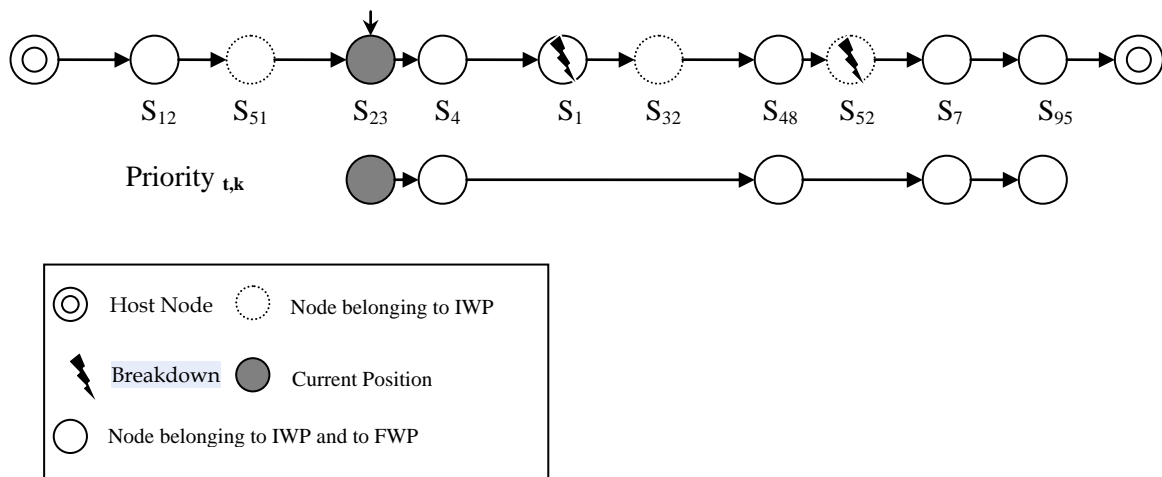 S12 S51 S23 S4 S1 S32 S48 S52 S7 S95
Priority t,k
Host Node Node belonging to IWP
Breakdown Current Position
Node belonging to IWP and to FWP